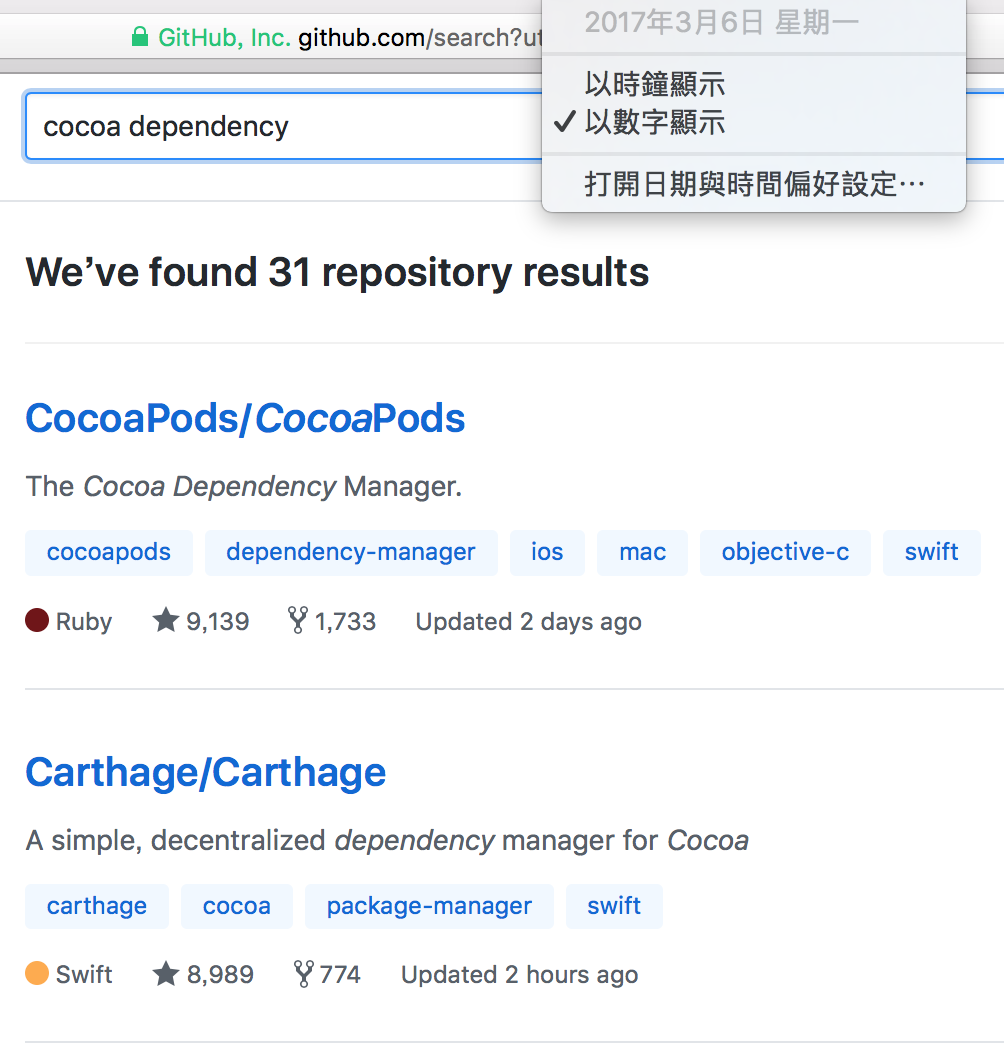 2017年3月6日 星期一
GitHub, Inc. github.com/search?ut
以時鐘顯示
✓ 以數字顯示
打開日期與時間偏好設定⋯
cocoa dependency
We’ve found 31 repository results
CocoaPods/CocoaPods
The Cocoa Dependency Manager.
cocoapods dependency-manager ios mac objective-c swift
Ruby 9,139 1,733 Updated 2 days ago
Carthage/Carthage
A simple, decentralized dependency manager for Cocoa
carthage cocoa package-manager swift
Swift 8,989 774 Updated 2 hours ago